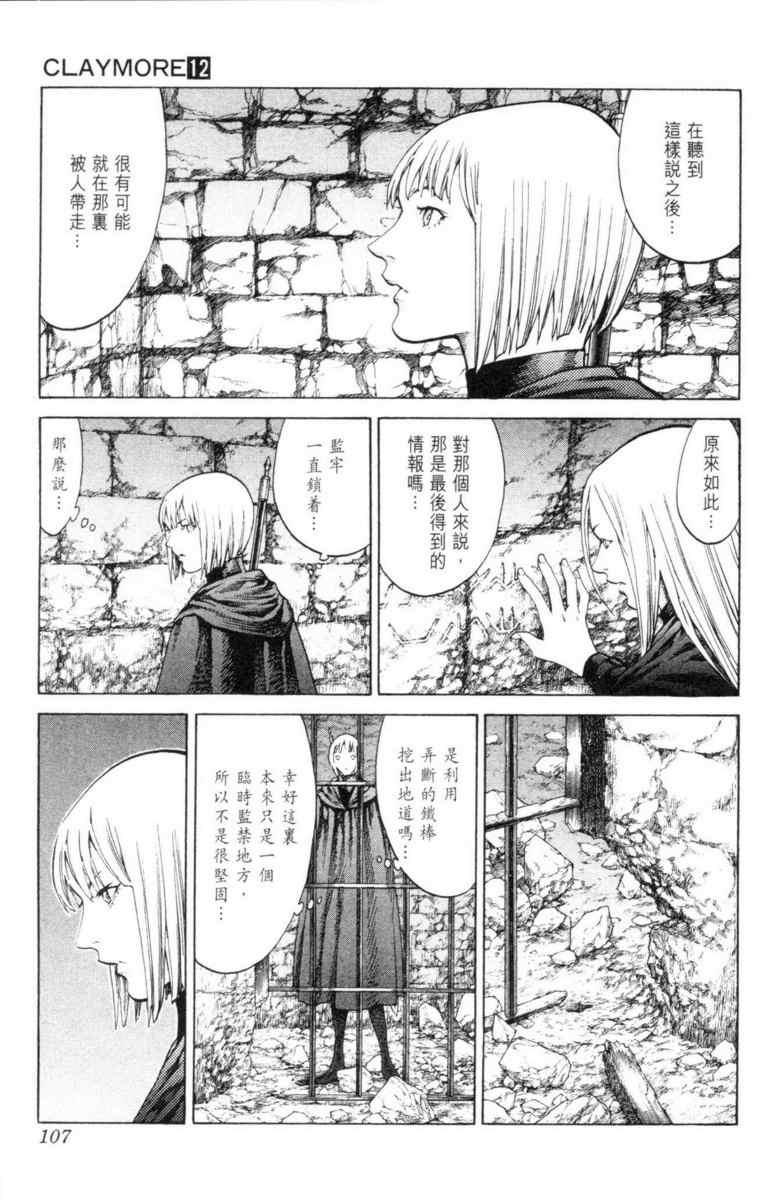 CLAYMORE 12
在聽到
這樣説之後…
很有可能
就在那裏
被人帶走…
原來如此…
對那個人來説，
那是最後得到的
情報嗎…
監牢
一直鎖着…
那麼説…
是利用
弄斷的鐵棒
挖出地道嗎…
幸好這裏
本來只是一個
臨時監禁地方，
所以不是很堅固…
107